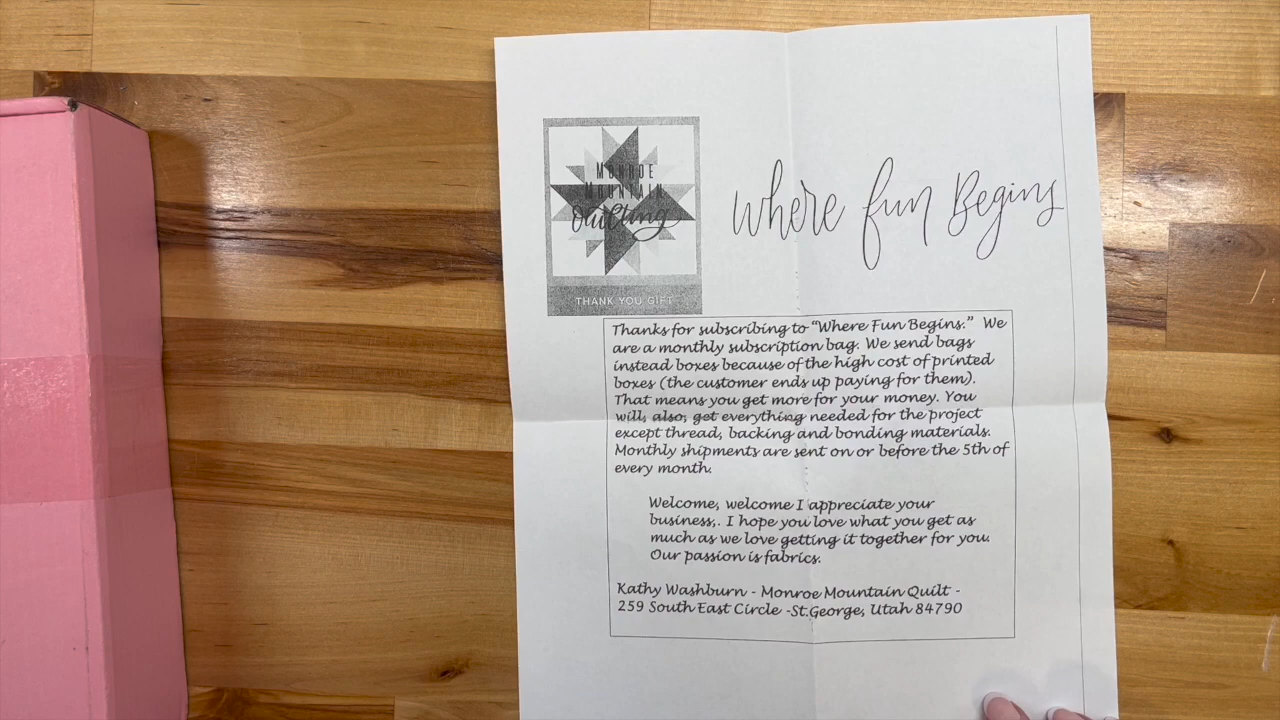 MONROE
MOUNTAIN
Quilting
THANK YOU GIFT
where fun Begins
Thanks for subscribing to “Where Fun Begins.” We
are a monthly subscription bag. We send bags
instead boxes because of the high cost of printed
boxes (the customer ends up paying for them).
That means you get more for your money. You
will, also, get everything needed for the project
except thread, backing and bonding materials.
Monthly shipments are sent on or before the 5th of
every month.
Welcome, welcome I appreciate your
business,. I hope you love what you get as
much as we love getting it together for you.
Our passion is fabrics.
Kathy Washburn - Monroe Mountain Quilt -
259 South East Circle -St.George, Utah 84790